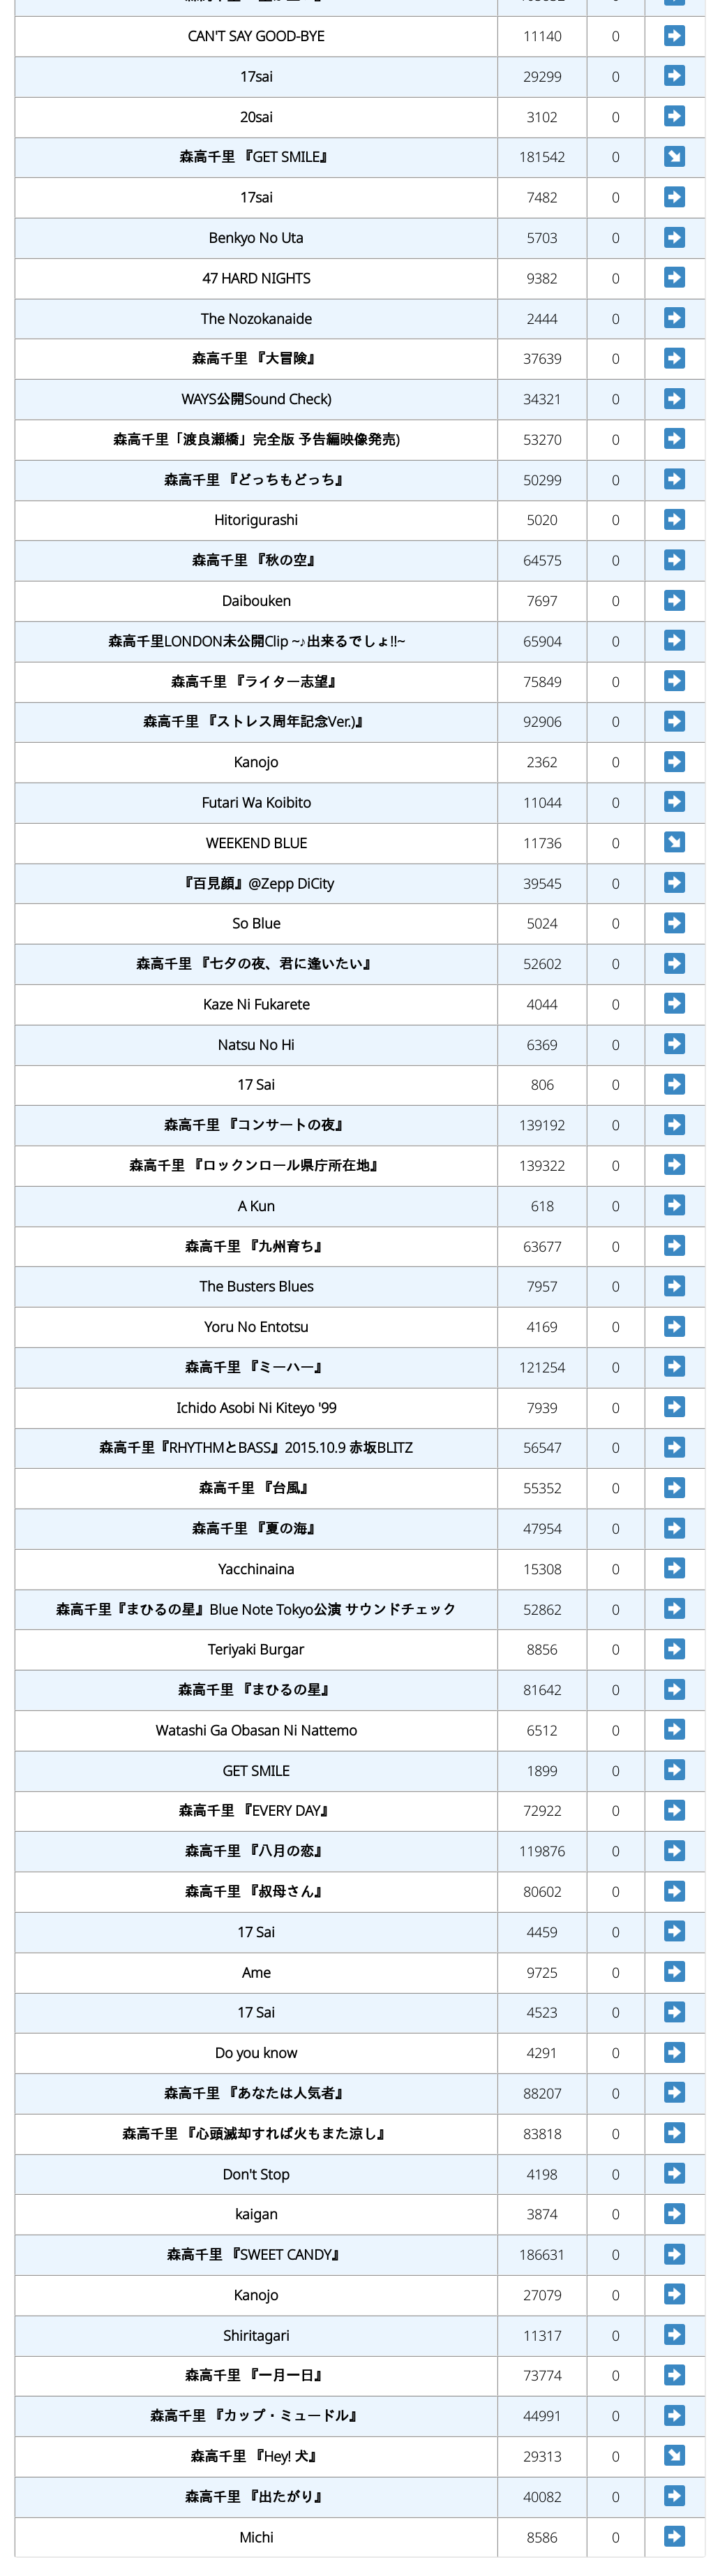 CAN'T SAY GOOD-BYE 11140 0
17sai 29299 0
20sai 3102 0
森高千里 『GET SMILE』 181542 0
17sai 7482 0
Benkyo No Uta 5703 0
47 HARD NIGHTS 9382 0
The Nozokanaide 2444 0
森高千里 『大冒険』 37639 0
WAYS公開Sound Check) 34321 0
森高千里「渡良瀬橋」完全版 予告編映像発売) 53270 0
森高千里 『どっちもどっち』 50299 0
Hitorigurashi 5020 0
森高千里 『秋の空』 64575 0
Daibouken 7697 0
森高千里LONDON未公開Clip ~♪出来るでしょ!!~ 65904 0
森高千里 『ライター志望』 75849 0
森高千里 『ストレス周年記念Ver.)』 92906 0
Kanojo 2362 0
Futari Wa Koibito 11044 0
WEEKEND BLUE 11736 0
『百見顔』@Zepp DiCity 39545 0
So Blue 5024 0
森高千里 『七夕の夜、君に逢いたい』 52602 0
Kaze Ni Fukarete 4044 0
Natsu No Hi 6369 0
17 Sai 806 0
森高千里 『コンサートの夜』 139192 0
森高千里 『ロックンロール県庁所在地』 139322 0
A Kun 618 0
森高千里 『九州育ち』 63677 0
The Busters Blues 7957 0
Yoru No Entotsu 4169 0
森高千里 『ミーハー』 121254 0
Ichido Asobi Ni Kiteyo '99 7939 0
森高千里『RHYTHMとBASS』2015.10.9 赤坂BLITZ 56547 0
森高千里 『台風』 55352 0
森高千里 『夏の海』 47954 0
Yacchinaina 15308 0
森高千里『まひるの星』Blue Note Tokyo公演 サウンドチェック 52862 0
Teriyaki Burgar 8856 0
森高千里 『まひるの星』 81642 0
Watashi Ga Obasan Ni Nattemo 6512 0
GET SMILE 1899 0
森高千里 『EVERY DAY』 72922 0
森高千里 『八月の恋』 119876 0
森高千里 『叔母さん』 80602 0
17 Sai 4459 0
Ame 9725 0
17 Sai 4523 0
Do you know 4291 0
森高千里 『あなたは人気者』 88207 0
森高千里 『心頭滅却すれば火もまた涼し』 83818 0
Don't Stop 4198 0
kaigan 3874 0
森高千里 『SWEET CANDY』 186631 0
Kanojo 27079 0
Shiritagari 11317 0
森高千里 『一月一日』 73774 0
森高千里 『カップ・ミュードル』 44991 0
森高千里 『Hey! 犬』 29313 0
森高千里 『出たがり』 40082 0
Michi 8586 0